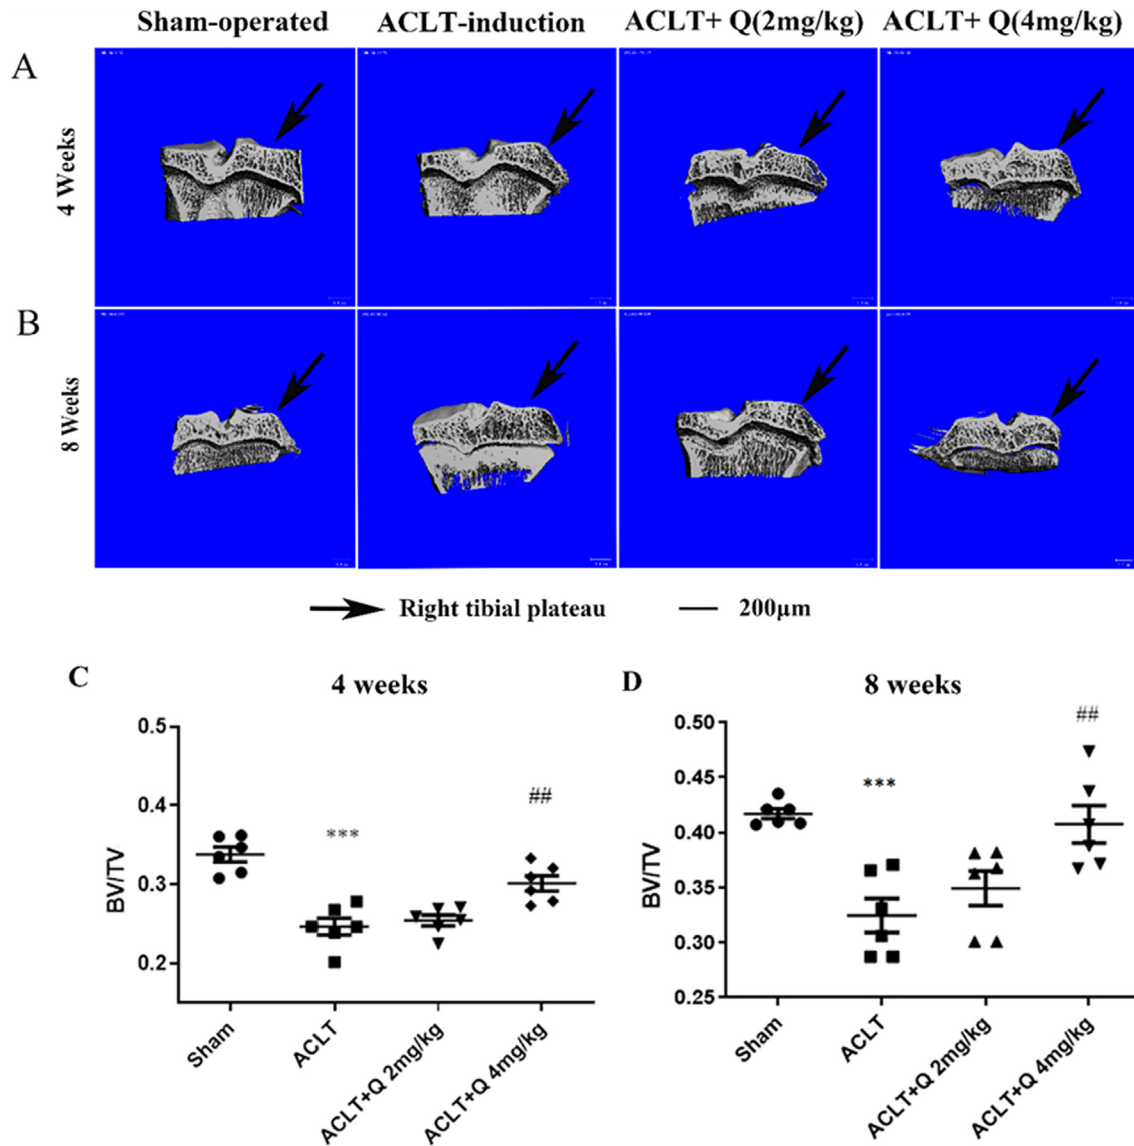 Sham-operated ACLT-induction ACLT+ Q(2mg/kg) ACLT+ Q(4mg/kg)
A
4 Weeks
B
8 Weeks
Right tibial plateau 200μm
C 4 weeks
0.5
0.4
0.3
0.2
BV/TV
***
##
Sham ACLT ACLT+Q 2mg/kg ACLT+Q 4mg/kg
D 8 weeks
0.50
0.45
0.40
0.35
0.30
0.25
BV/TV
***
##
Sham ACLT ACLT+Q 2mg/kg ACLT+Q 4mg/kg